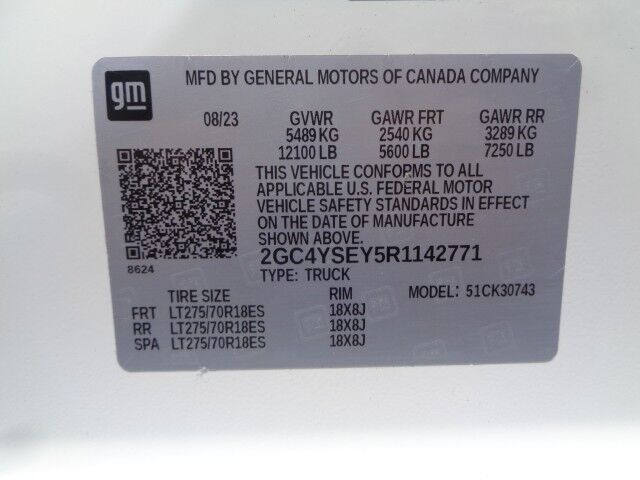 gm
MFD BY GENERAL MOTORS OF CANADA COMPANY
08/23 GVWR GAWR FRT GAWR RR
5489 KG 2540 KG 3289 KG
12100 LB 5600 LB 7250 LB
THIS VEHICLE CONFORMS TO ALL
APPLICABLE U.S. FEDERAL MOTOR
VEHICLE SAFETY STANDARDS IN EFFECT
ON THE DATE OF MANUFACTURE
SHOWN ABOVE.
8624
2GC4YSEY5R1142771
TYPE: TRUCK
TIRE SIZE RIM MODEL: 51CK30743
FRT LT275/70R18ES 18X8J
RR LT275/70R18ES 18X8J
SPA LT275/70R18ES 18X8J